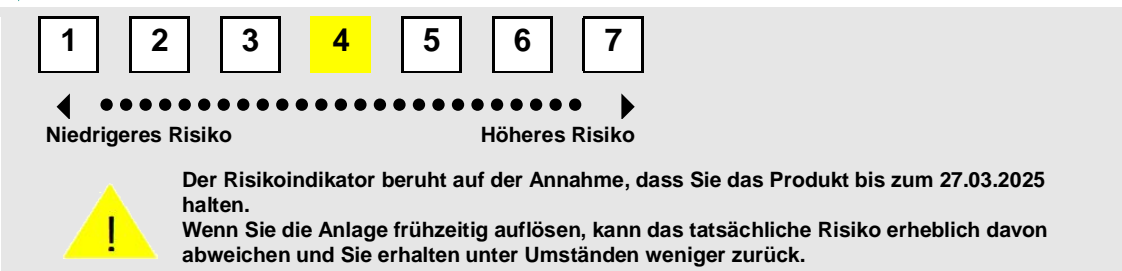 1 2 3 4 5 6 7
Niedrigeres Risiko Höheres Risiko
Der Risikoindikator beruht auf der Annahme, dass Sie das Produkt bis zum 27.03.2025
halten.
Wenn Sie die Anlage frühzeitig auflösen, kann das tatsächliche Risiko erheblich davon
! abweichen und Sie erhalten unter Umständen weniger zurück.